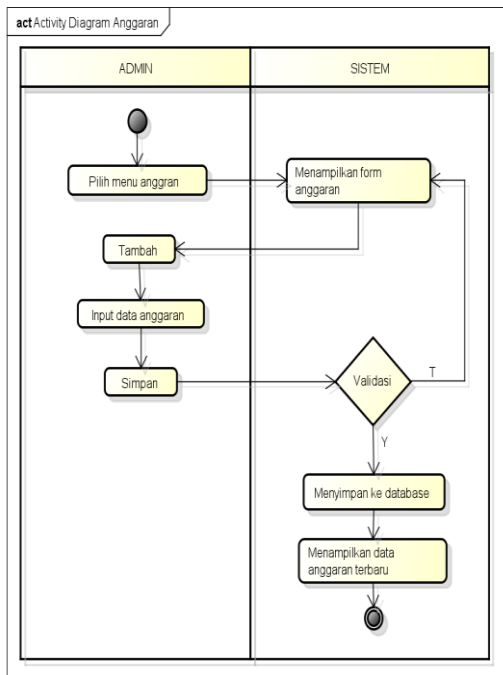 act Activity Diagram Anggaran
ADMIN
SISTEM
Pilih menu anggran
Menampilkan form
anggaran
Tambah
Input data anggaran
Simpan
Validasi
T
Y
Menyimpan ke database
Menampilkan data
anggaran terbaru